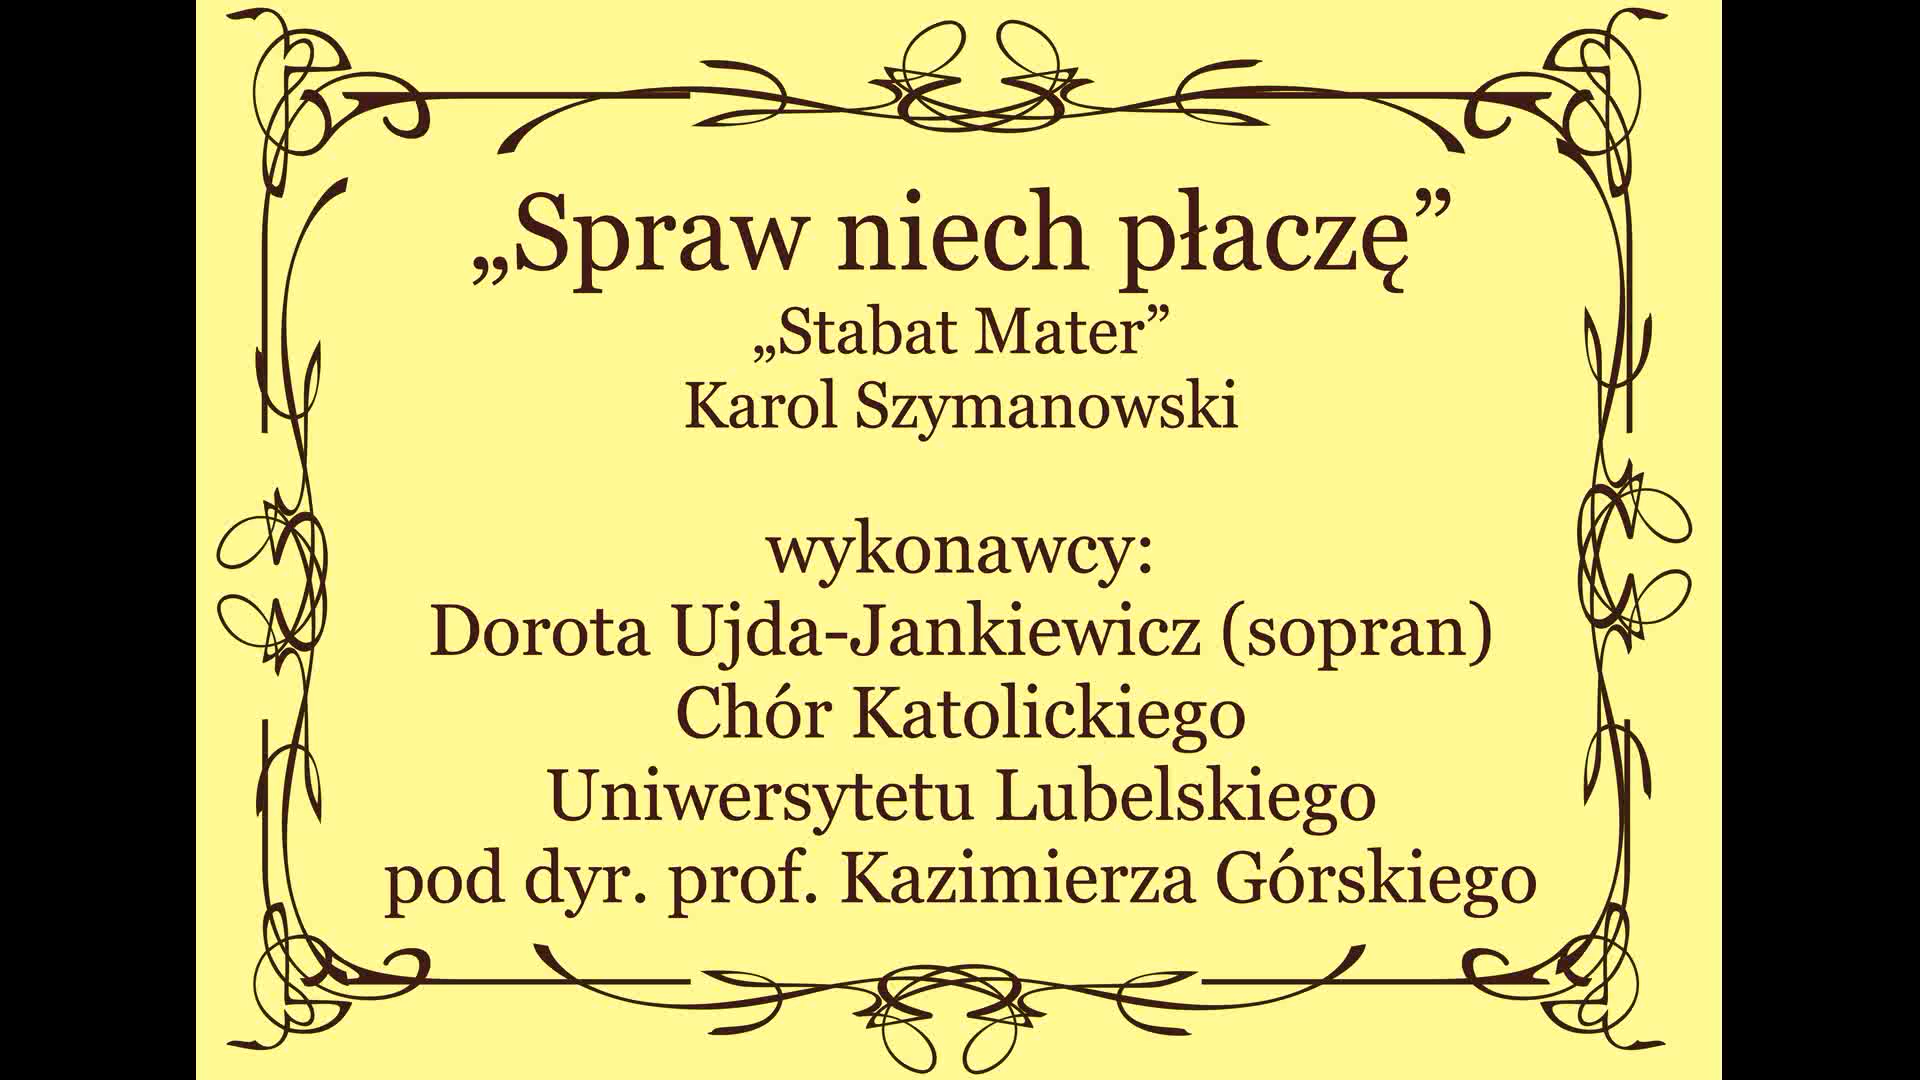 „Spraw niech płaczę”
„Stabat Mater”
Karol Szymanowski
wykonawcy:
Dorota Ujda-Jankiewicz (sopran)
Chór Katolickiego
Uniwersytetu Lubelskiego
pod dyr. prof. Kazimierza Górskiego